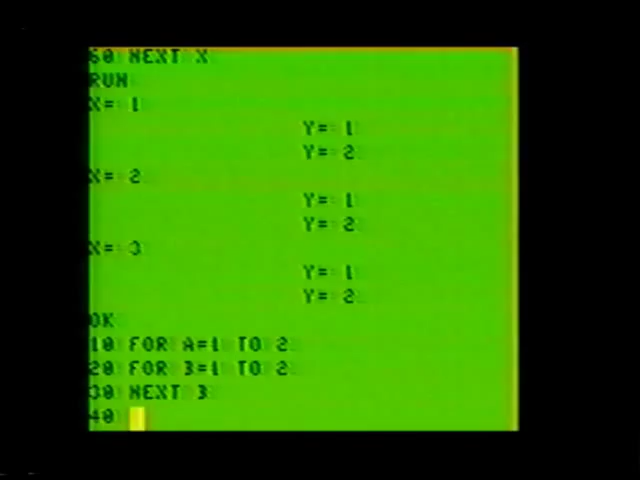 60 NEXT X
RUN
X= 1
Y= 1
Y= 2
X= 2
Y= 1
Y= 2
X= 3
Y= 1
Y= 2
OK
10 FOR A=1 TO 2
20 FOR B=1 TO 2
30 NEXT B
40